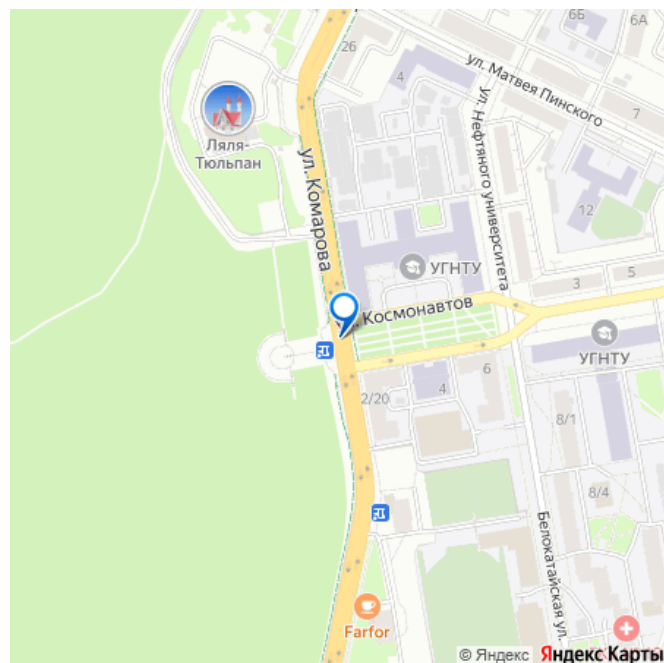 6Б
6А
26
ул. Матвея Пинского
4
7
Ляля-
Тюльпан
ул. Комарова
ул. Нефтяного университета
12
УГНТУ
3
5
Космонавтов
УГНТУ
2/20
4
6
8/1
8/4
Белокатайская ул.
Farfor
© Яндекс
Яндекс Карты